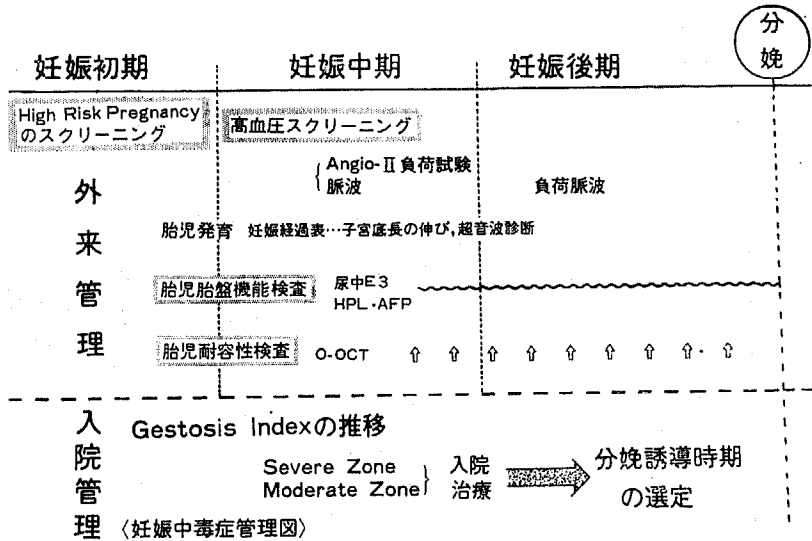 分娩
妊娠初期 妊娠中期 妊娠後期
High Risk Pregnancy
のスクリーニング
高血圧スクリーニング
外来管理
Angio-Ⅱ負荷試験
脈波 負荷脈波
胎児発育 妊娠経過表…子宮底長の伸び,超音波診断
胎児胎盤機能検査 尿中E3
HPL・AFP
胎児耐容性検査 O-OCT ⇧ ⇧ ⇧ ⇧ ⇧ ⇧ ⇧ ⇧ ⇧
入院管理
Gestosis Indexの推移
Severe Zone 入院
Moderate Zone 治療
分娩誘導時期
の選定
〈妊娠中毒症管理図〉